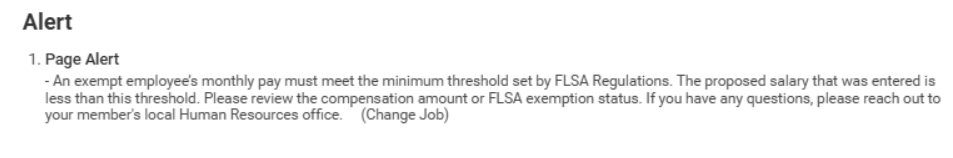 Alert
1. Page Alert
- An exempt employee's monthly pay must meet the minimum threshold set by FLSA Regulations. The proposed salary that was entered is
less than this threshold. Please review the compensation amount or FLSA exemption status. If you have any questions, please reach out to
your member's local Human Resources office. (Change Job)